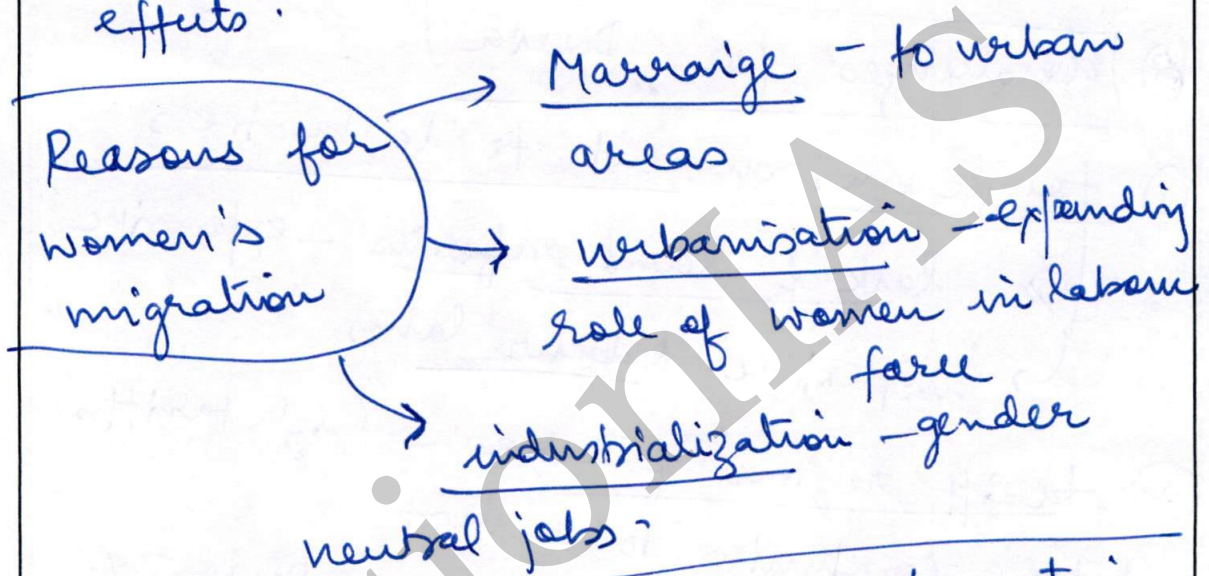 effects.
Reasons for
women's
migration
Marraige - to urban
areas
urbanisation - expanding
role of women in labour
force
industrialization - gender
neutral jobs.
ionIAS